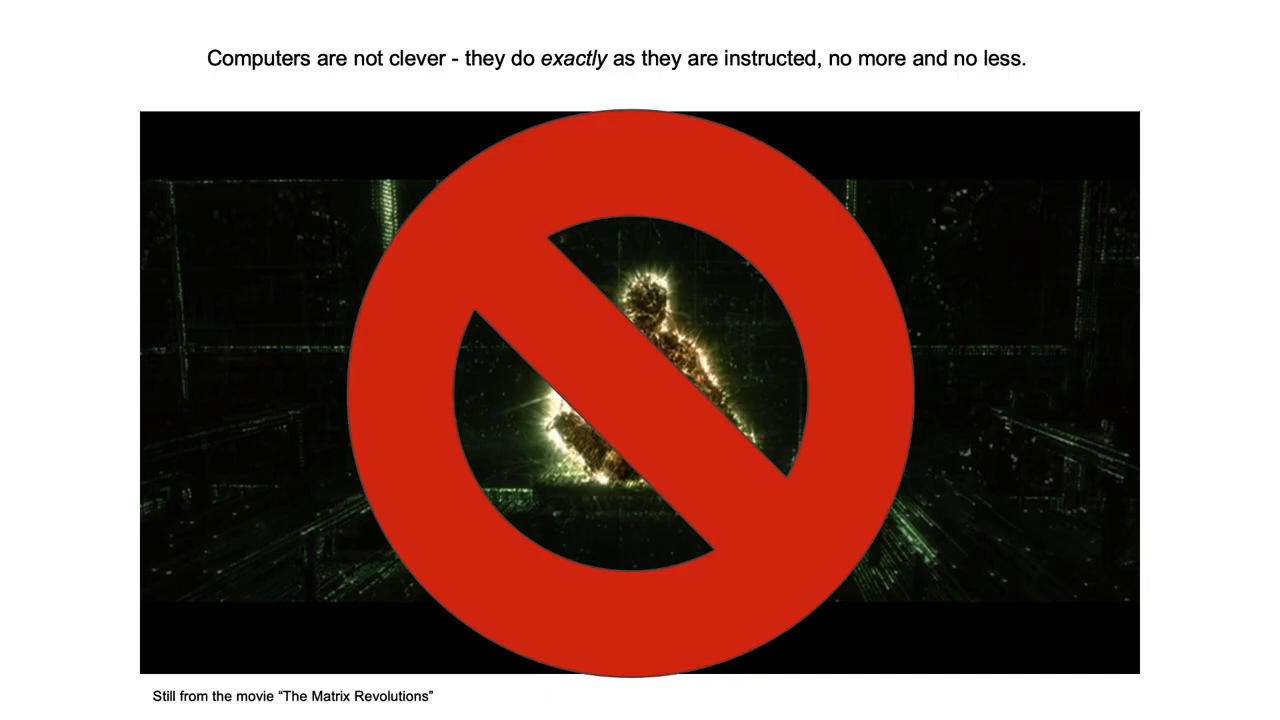 Computers are not clever - they do exactly as they are instructed, no more and no less.
Still from the movie “The Matrix Revolutions”